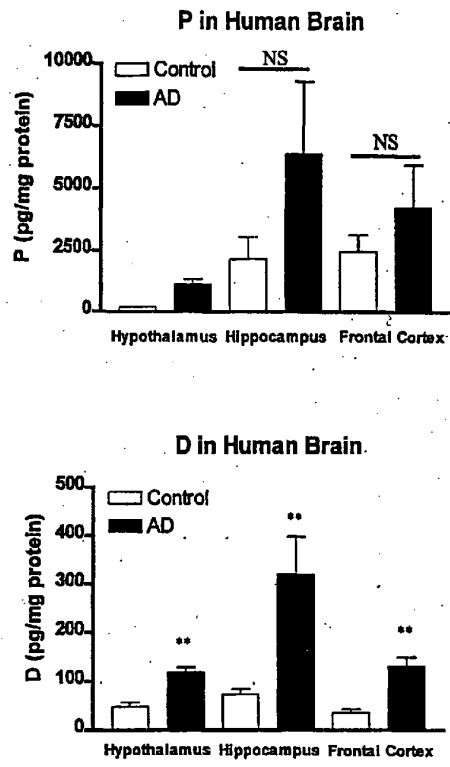 P in Human Brain
Control
AD
NS
NS
P (pg/mg protein)
10000
7500
5000
2500
0
Hypothalamus Hippocampus Frontal Cortex
D in Human Brain
Control
AD
**
**
**
D (pg/mg protein)
500
400
300
200
100
0
Hypothalamus Hippocampus Frontal Cortex